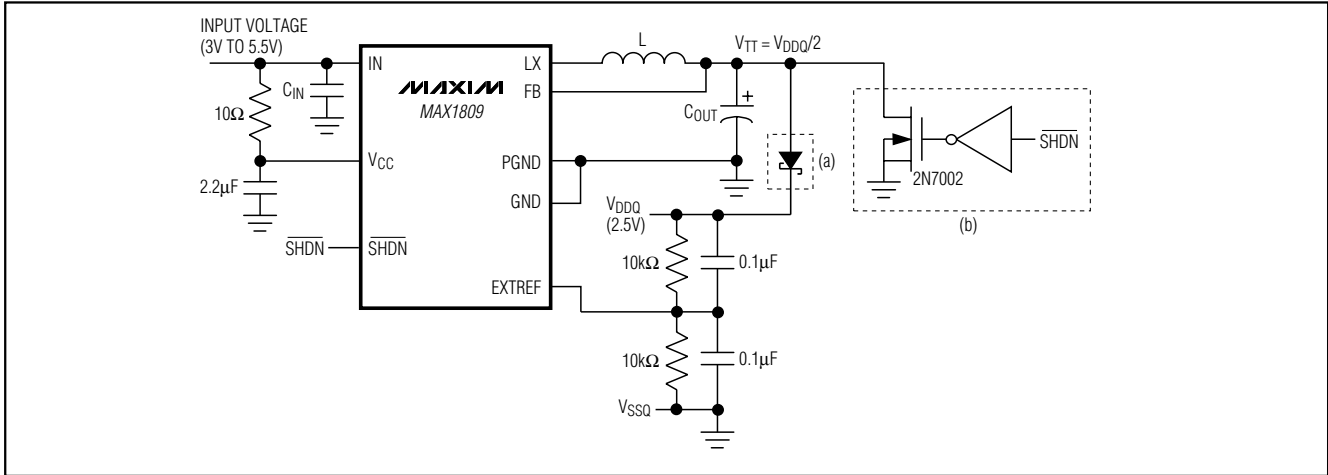 INPUT VOLTAGE
(3V TO 5.5V)
IN
LX
L
VTT = VDDQ/2
MAXIM
MAX1809
FB
CIN
10Ω
COUT
+
VCC
PGND
(a)
SHDN
2N7002
2.2µF
GND
VDDQ
(2.5V)
(b)
SHDN
SHDN
10kΩ
0.1µF
EXTREF
10kΩ
0.1µF
VSSQ